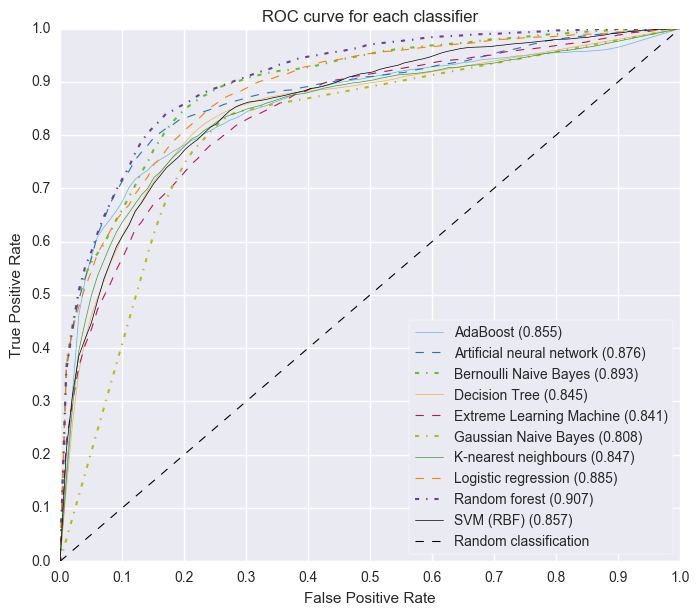 ROC curve for each classifier
1.0
0.9
0.8
0.7
0.6
0.5
0.4
0.3
0.2
0.1
0.0
True Positive Rate
AdaBoost (0.855)
Artificial neural network (0.876)
Bernoulli Naive Bayes (0.893)
Decision Tree (0.845)
Extreme Learning Machine (0.841)
Gaussian Naive Bayes (0.808)
K-nearest neighbours (0.847)
Logistic regression (0.885)
Random forest (0.907)
SVM (RBF) (0.857)
Random classification
0.0 0.1 0.2 0.3 0.4 0.5 0.6 0.7 0.8 0.9 1.0
False Positive Rate